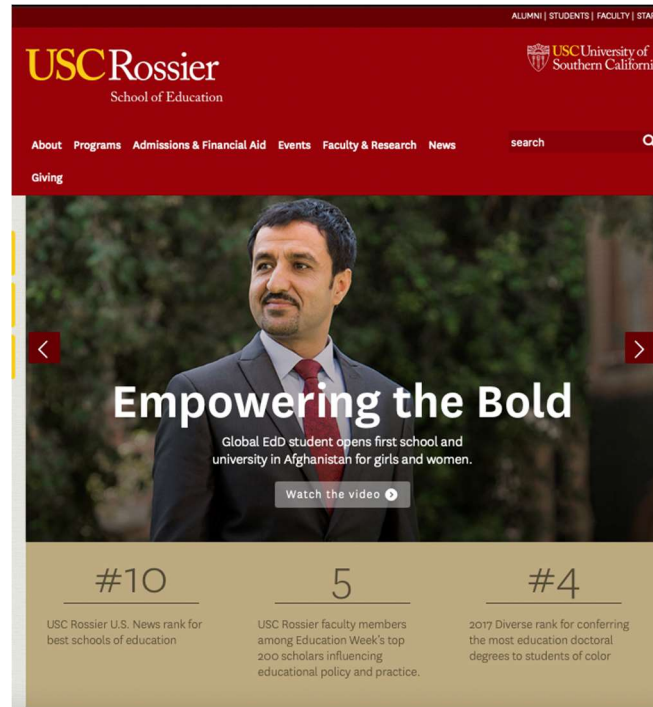 ALUMNI | STUDENTS | FACULTY |
USC Rossier
School of Education
USC University of
Southern
About Programs Admissions & Financial Aid Events Faculty & Research News
search
Giving
Empowering the Bold
Global EdD student opens first school and
university in Afghanistan for girls and women.
Watch the video
#10
USC Rossier U.S. News rank for
best schools of education
5
USC Rossier faculty members
among Education Week's top
200 scholars influencing
educational policy and practice.
#4
2017 Diverse rank for conferring
the most education doctoral
degrees to students of color